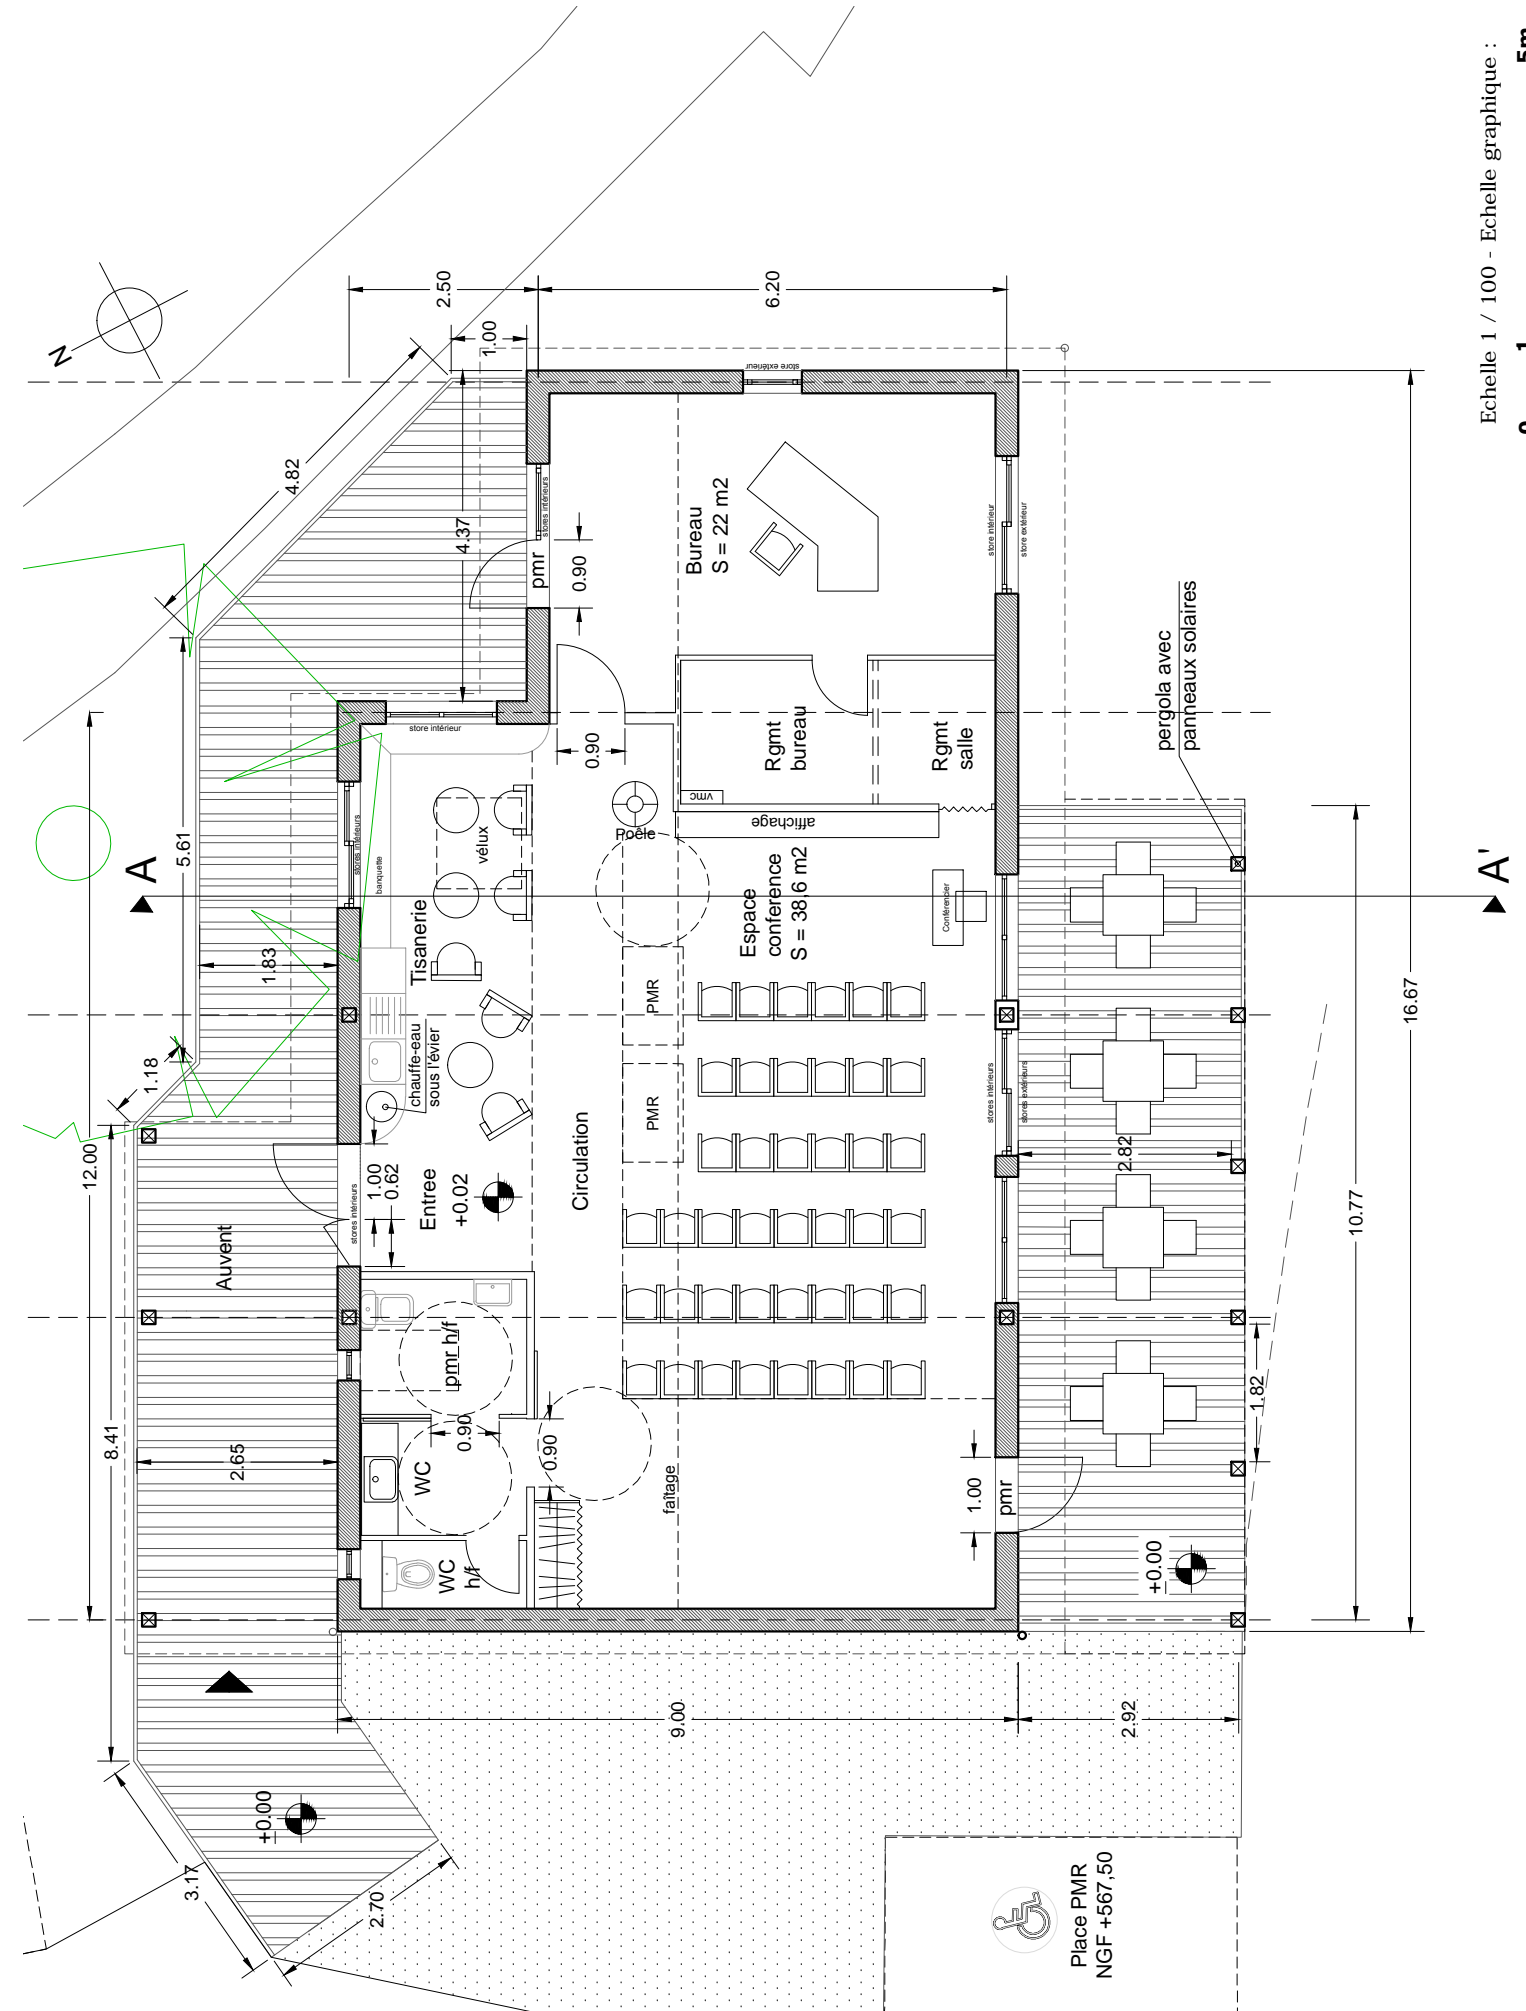 Echelle 1 / 100 - Echelle graphique :
0
1
5m
N
2.50
6.20
1.00
4.82
4.37
store extérieur
stores intérieurs
pmr
0.90
Bureau
S = 22 m2
store intérieur
store extérieur
pergola avec
panneaux solaires
store intérieur
0.90
Rgmt
bureau
Rgmt
salle
vmc
affichage
Poêle
A
A'
5.61
1.83
1.18
stores intérieurs
banquette
vélux
Tisanerie
chauffe-eau
sous l'évier
Espace
conference
S = 38,6 m2
Conférencier
PMR
PMR
stores intérieurs
stores extérieurs
2.82
16.67
10.77
12.00
Auvent
stores intérieurs
1.00
0.62
Entree
+0.02
Circulation
8.41
2.65
pmr h/f
0.90
WC
0.90
WC
h/f
faîtage
1.00
pmr
1.82
+0.00
9.00
2.92
+0.00
3.17
2.70
Place PMR
NGF +567,50